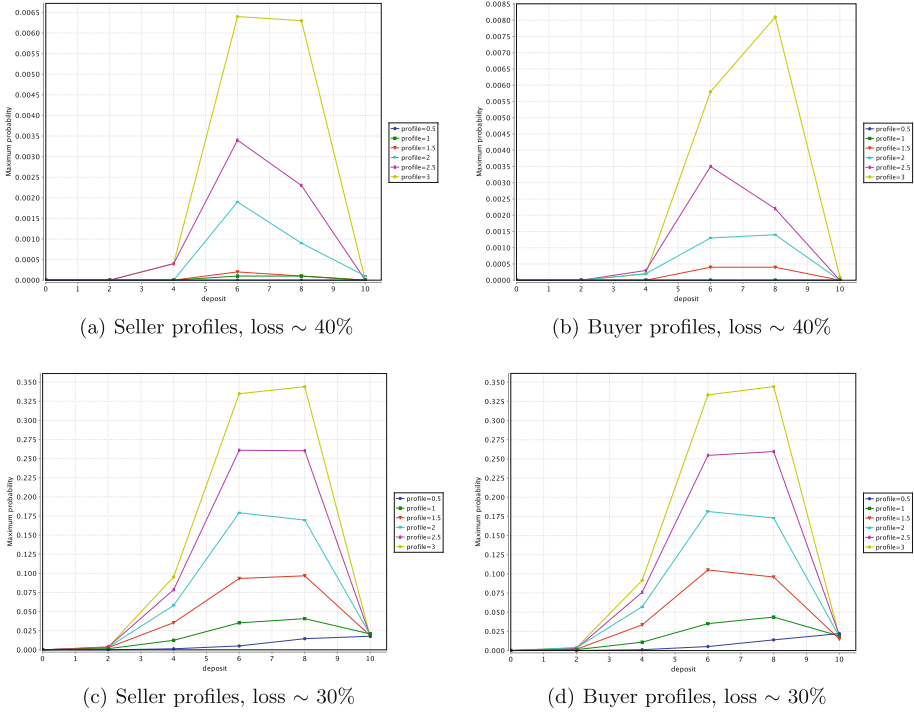 0.0065
0.0060
0.0055
0.0050
0.0045
0.0040
0.0035
0.0030
0.0025
0.0020
0.0015
0.0010
0.0005
0.0000
Maximum probability
0 1 2 3 4 5 6 7 8 9 10
deposit
profile=0.5
profile=1
profile=1.5
profile=2
profile=2.5
profile=3
(a) Seller profiles, loss ∼ 40%
0.0085
0.0080
0.0075
0.0070
0.0065
0.0060
0.0055
0.0050
0.0045
0.0040
0.0035
0.0030
0.0025
0.0020
0.0015
0.0010
0.0005
0.0000
Maximum probability
0 1 2 3 4 5 6 7 8 9 10
deposit
profile=0.5
profile=1
profile=1.5
profile=2
profile=2.5
profile=3
(b) Buyer profiles, loss ∼ 40%
0.350
0.325
0.300
0.275
0.250
0.225
0.200
0.175
0.150
0.125
0.100
0.075
0.050
0.025
0.000
Maximum probability
0 1 2 3 4 5 6 7 8 9 10
deposit
profile=0.5
profile=1
profile=1.5
profile=2
profile=2.5
profile=3
(c) Seller profiles, loss ∼ 30%
0.350
0.325
0.300
0.275
0.250
0.225
0.200
0.175
0.150
0.125
0.100
0.075
0.050
0.025
0.000
Maximum probability
0 1 2 3 4 5 6 7 8 9 10
deposit
profile=0.5
profile=1
profile=1.5
profile=2
profile=2.5
profile=3
(d) Buyer profiles, loss ∼ 30%